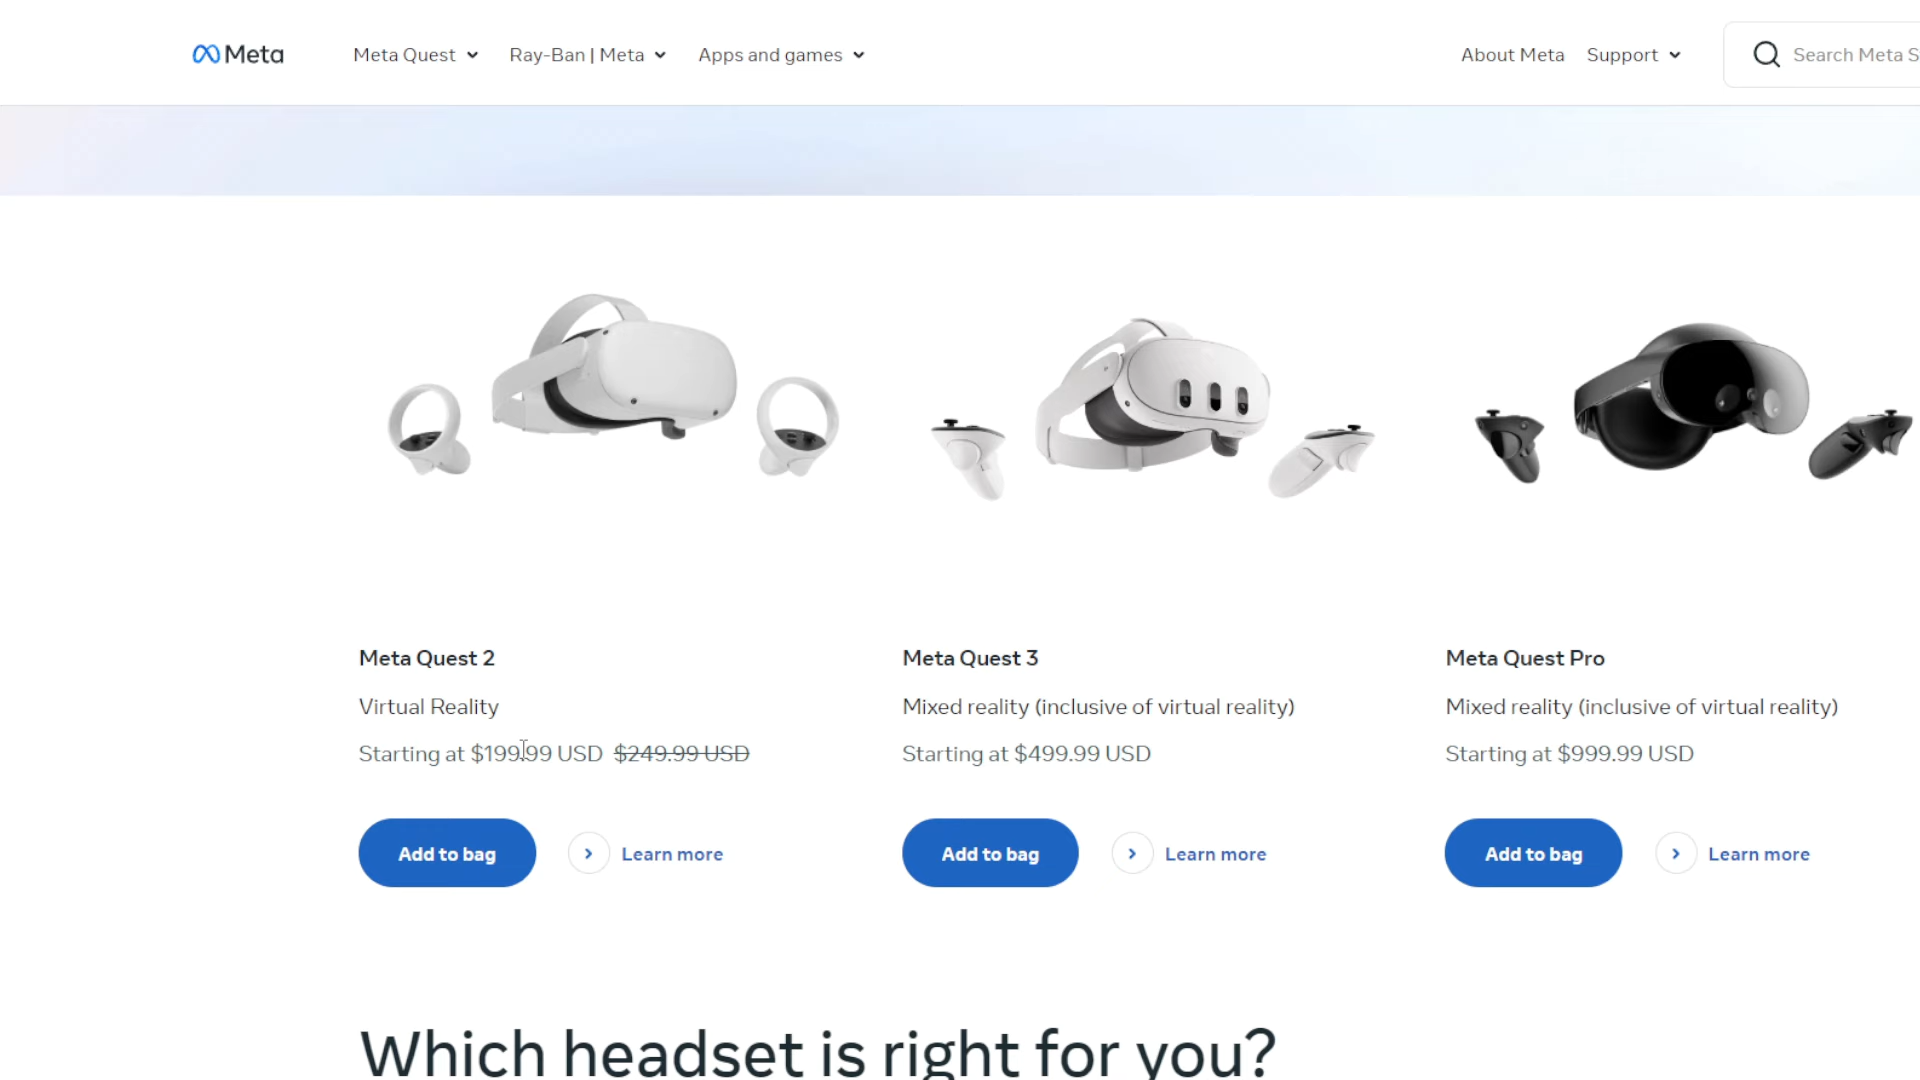 Meta
Meta Quest
Ray-Ban | Meta
Apps and games
About Meta
Support
Search Meta S
Meta Quest 2
Virtual Reality
Starting at $199.99 USD $249.99 USD
Add to bag
Learn more
Meta Quest 3
Mixed reality (inclusive of virtual reality)
Starting at $499.99 USD
Add to bag
Learn more
Meta Quest Pro
Mixed reality (inclusive of virtual reality)
Starting at $999.99 USD
Add to bag
Learn more
Which headset is right for you?